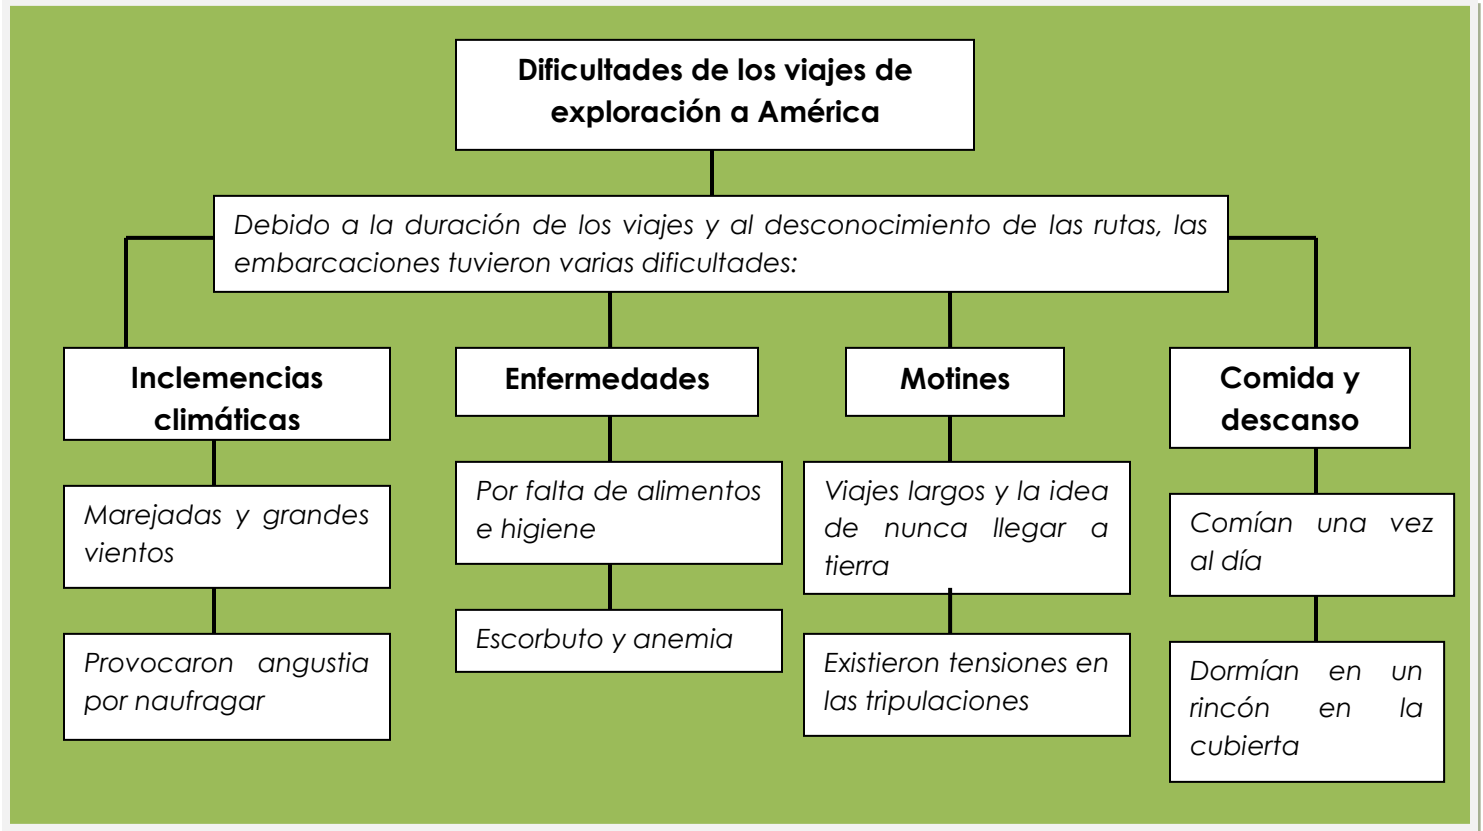 Dificultades de los viajes de
exploración a América
Debido a la duración de los viajes y al desconocimiento de las rutas, las
embarcaciones tuvieron varias dificultades:
Inclemencias
climáticas
Marejadas y grandes
vientos
Provocaron angustia
por naufragar
Enfermedades
Por falta de alimentos
e higiene
Escorbuto y anemia
Motines
Viajes largos y la idea
de nunca llegar a
tierra
Existieron tensiones en
las tripulaciones
Comida y
descanso
Comían una vez
al día
Dormían en un
rincón en la
cubierta